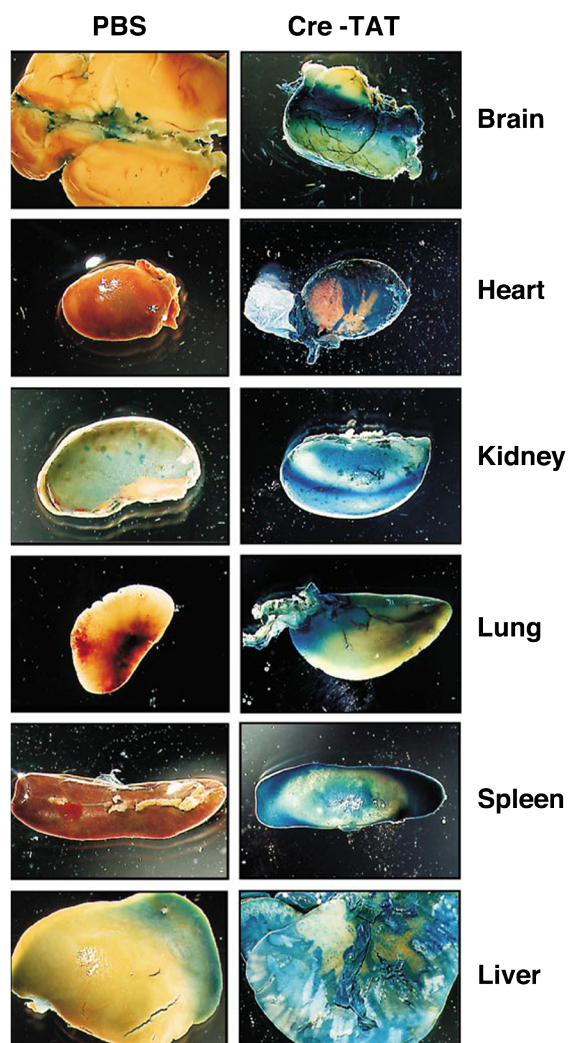 PBS
Cre -TAT
Brain
Heart
Kidney
Lung
Spleen
Liver